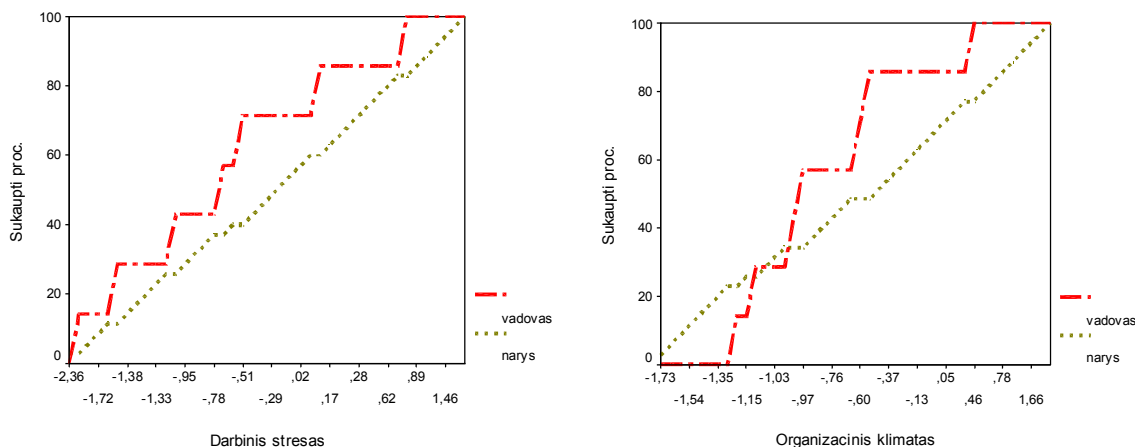 100
80
60
40
20
0
Sukaupti proc.
-2,36 -1,38 -,95 -,51 ,02 ,28 ,89
-1,72 -1,33 -,78 -,29 ,17 ,62 1,46
Darbinis stresas
vadovas
narys
100
80
60
40
20
0
Sukaupti proc.
-1,73 -1,35 -1,03 -,76 -,37 ,05 ,78
-1,54 -1,15 -,97 -,60 -,13 ,46 1,66
Organizacinis klimatas
vadovas
narys